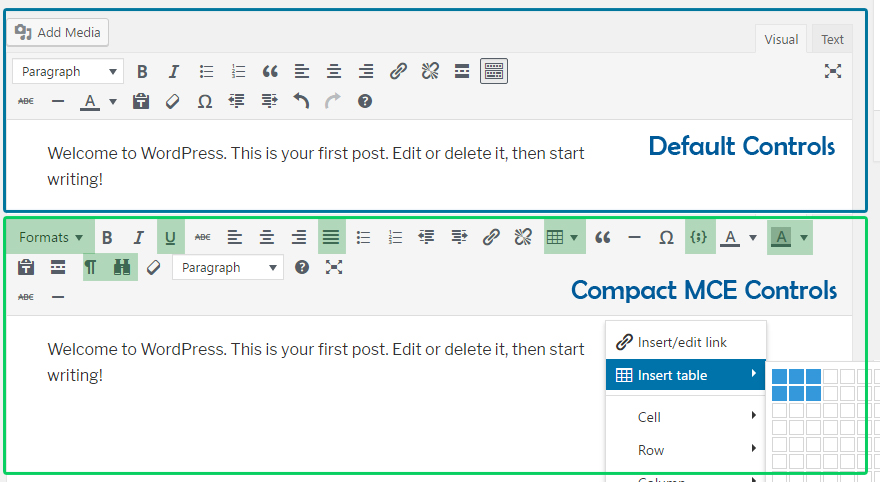 Add Media
Visual Text
Paragraph B I
ABC A Ω
Welcome to WordPress. This is your first post. Edit or delete it, then start
writing!
Default Controls
Formats B I U ABC Ω {;} A A
Paragraph
Compact MCE Controls
ABC
Welcome to WordPress. This is your first post. Edit or delete it, then start
writing!
Insert/edit link
Insert table
Cell
Row
Column